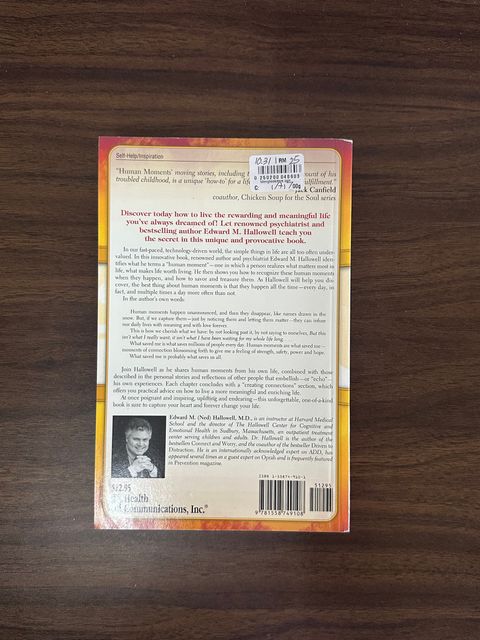 Self-Help/Inspiration
10.31 RM 25
"Human Moments' moving stories, including t
unt of his
troubled childhood, is a unique 'how-to' for a life
fulfillment."
Jack Canfield
coauthor, Chicken Soup for the Soul series
Discover today how to live the rewarding and meaningful life
you've always dreamed of! Let renowned psychiatrist and
bestselling author Edward M. Hallowell teach you
the secret in this unique and provocative book.
In our fast-paced, technology-driven world, the simple things in life are all too often under-
valued. In this innovative book, renowned author and psychiatrist Edward M. Hallowell iden-
tifies what he terms a "human moment"—one in which a person realizes what matters most in
life, what makes life worth living. He then shows you how to recognize these human moments
when they happen, and how to savor and treasure them. As Hallowell will help you dis-
cover, the best thing about human moments is that they happen all the time—every day, in
fact, and multiple times a day more often than not.
In the author's own words:
Human moments happen unannounced, and then they disappear, like names drawn in the
snow. But, if we capture them—just by noticing them and letting them matter—they can infuse
our daily lives with meaning and with love forever.
This is how we cherish what we have: by not looking past it, by not saying to ourselves, But this
isn't what I really want; it isn't what I have been waiting for my whole life long.
What saved me is what saves millions of people every day. Human moments are what saved me—
moments of connection blossoming forth to give me a feeling of strength, safety, power and hope.
What saved me is probably what saves us all.
Join Hallowell as he shares human moments from his own life, combined with those
described in the personal stories and reflections of other people that embellish—or "echo"—
his own experiences. Each chapter concludes with a "creating connections" section, which
offers you practical advice on how to live a more meaningful and enriching life.
At once poignant and inspiring, uplifting and endearing—this unforgettable, one-of-a-kind
book is sure to capture your heart and forever change your life.
Edward M. (Ned) Hallowell, M.D., is an instructor at Harvard Medical
School and the director of The Hallowell Center for Cognitive and
Emotional Health in Sudbury, Massachusetts, an outpatient treatment
center serving children and adults. Dr. Hallowell is the author of the
bestsellers Connect and Worry, and the coauthor of the bestseller Driven to
Distraction. He is an internationally acknowledged expert on ADD, has
appeared several times as a guest expert on Oprah and is frequently featured
in Prevention magazine.
$12.95
Health
Communications, Inc.®
ISBN 1-55874-910-1
51295
9 781558 749108